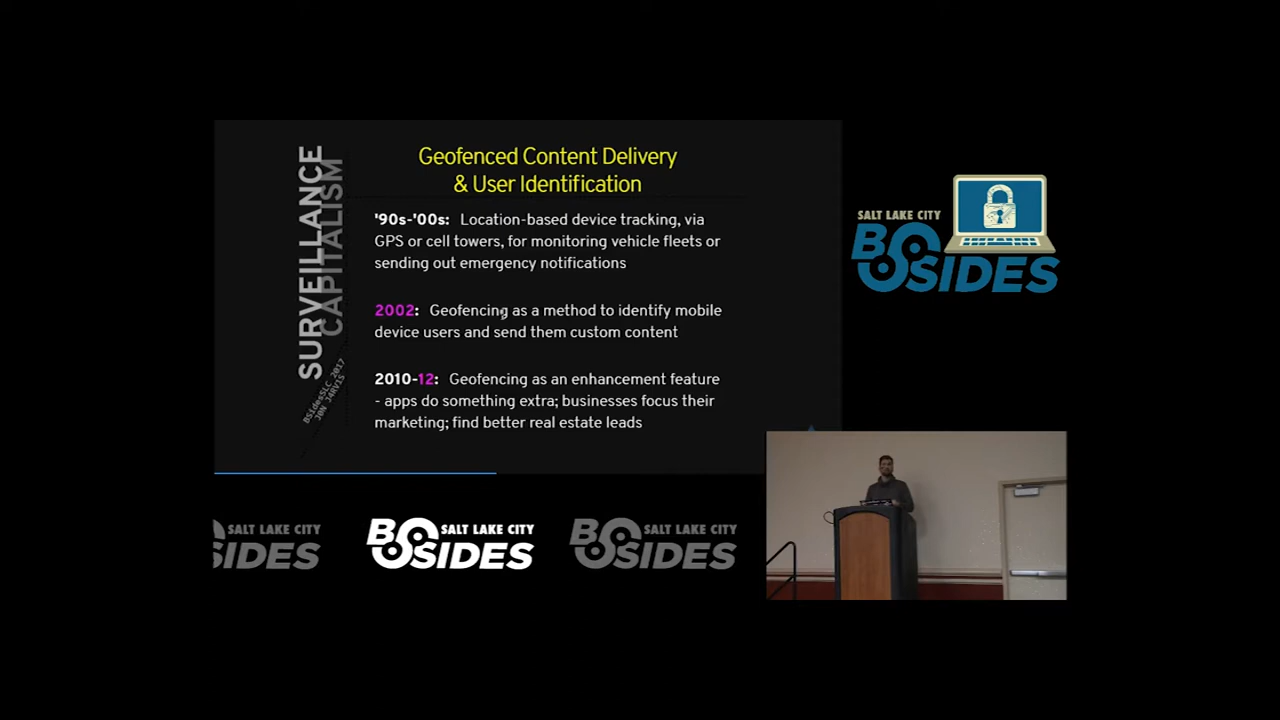 SURVEILLANCE
CAPITALISM
BSidesSLC 2017
J0N J4RV1S
Geofenced Content Delivery
& User Identification
'90s-'00s: Location-based device tracking, via
GPS or cell towers, for monitoring vehicle fleets or
sending out emergency notifications
2002: Geofencing as a method to identify mobile
device users and send them custom content
2010-12: Geofencing as an enhancement feature
- apps do something extra; businesses focus their
marketing; find better real estate leads
SALT LAKE CITY
BSIDES
SALT LAKE CITY
SIDES
SALT LAKE CITY
BSIDES
SALT LAKE CITY
BSIDES